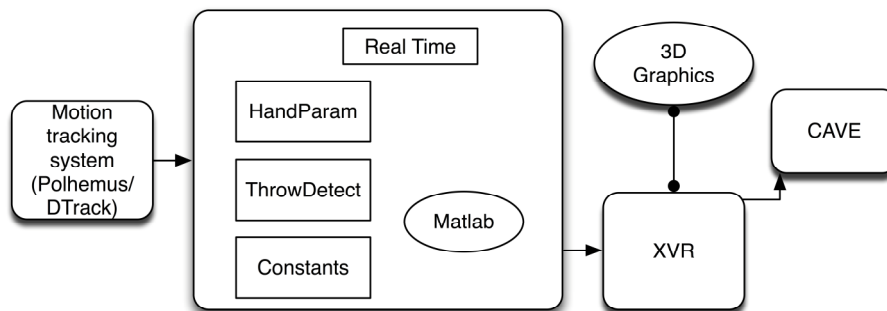 Motion
tracking
system
(Polhemus/
DTrack)
Real Time
HandParam
ThrowDetect
Constants
Matlab
3D
Graphics
XVR
CAVE